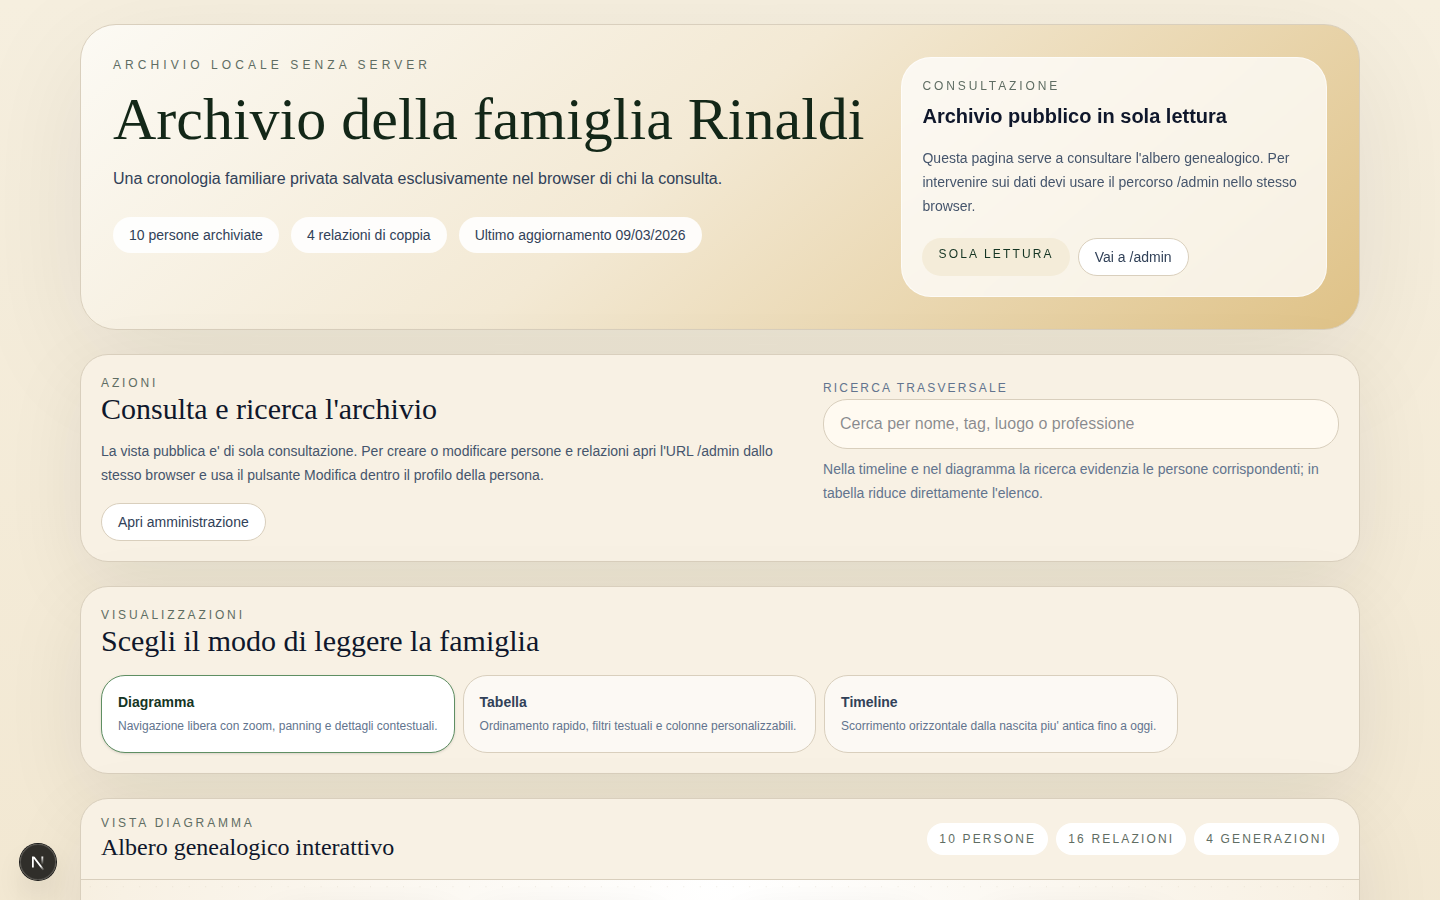 ARCHIVIO LOCALE SENZA SERVER
Archivio della famiglia Rinaldi
Una cronologia familiare privata salvata esclusivamente nel browser di chi la consulta.
10 persone archiviate
4 relazioni di coppia
Ultimo aggiornamento 09/03/2026
CONSULTAZIONE
Archivio pubblico in sola lettura
Questa pagina serve a consultare l'albero genealogico. Per
intervenire sui dati devi usare il percorso /admin nello stesso
browser.
SOLA LETTURA
Vai a /admin
AZIONI
Consulta e ricerca l'archivio
La vista pubblica e' di sola consultazione. Per creare o modificare persone e relazioni apri l'URL /admin dallo
stesso browser e usa il pulsante Modifica dentro il profilo della persona.
Apri amministrazione
RICERCA TRASVERSALE
Cerca per nome, tag, luogo o professione
Nella timeline e nel diagramma la ricerca evidenzia le persone corrispondenti; in
tabella riduce direttamente l'elenco.
VISUALIZZAZIONI
Scegli il modo di leggere la famiglia
Diagramma
Navigazione libera con zoom, panning e dettagli contestuali.
Tabella
Ordinamento rapido, filtri testuali e colonne personalizzabili.
Timeline
Scorrimento orizzontale dalla nascita piu' antica fino a oggi.
VISTA DIAGRAMMA
Albero genealogico interattivo
10 PERSONE
16 RELAZIONI
4 GENERAZIONI
N